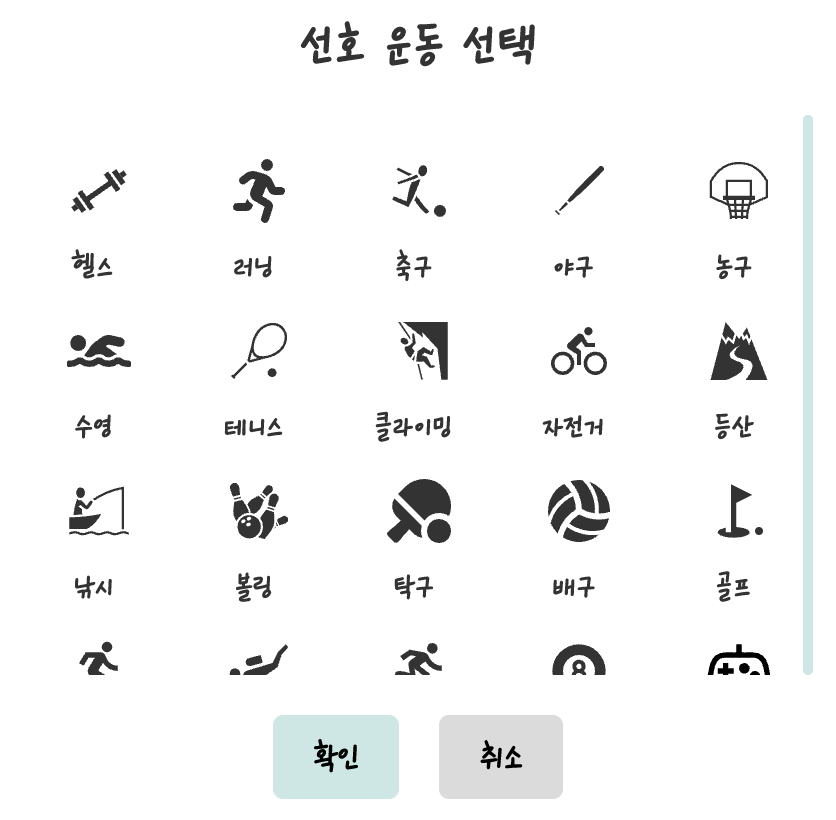 선호 운동 선택
헬스 러닝 축구 야구 농구
수영 테니스 클라이밍 자전거 등산
낚시 볼링 탁구 배구 골프
8
확인 취소